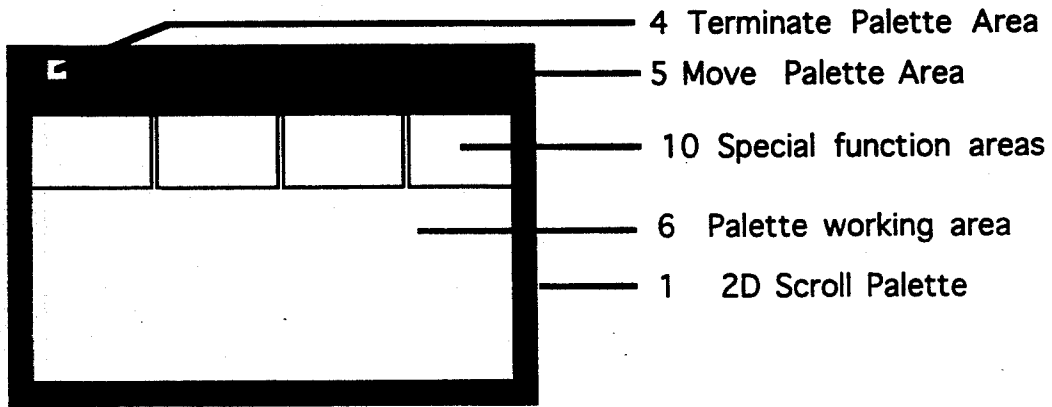 4 Terminate Palette Area
5 Move Palette Area
10 Special function areas
6 Palette working area
1 2D Scroll Palette